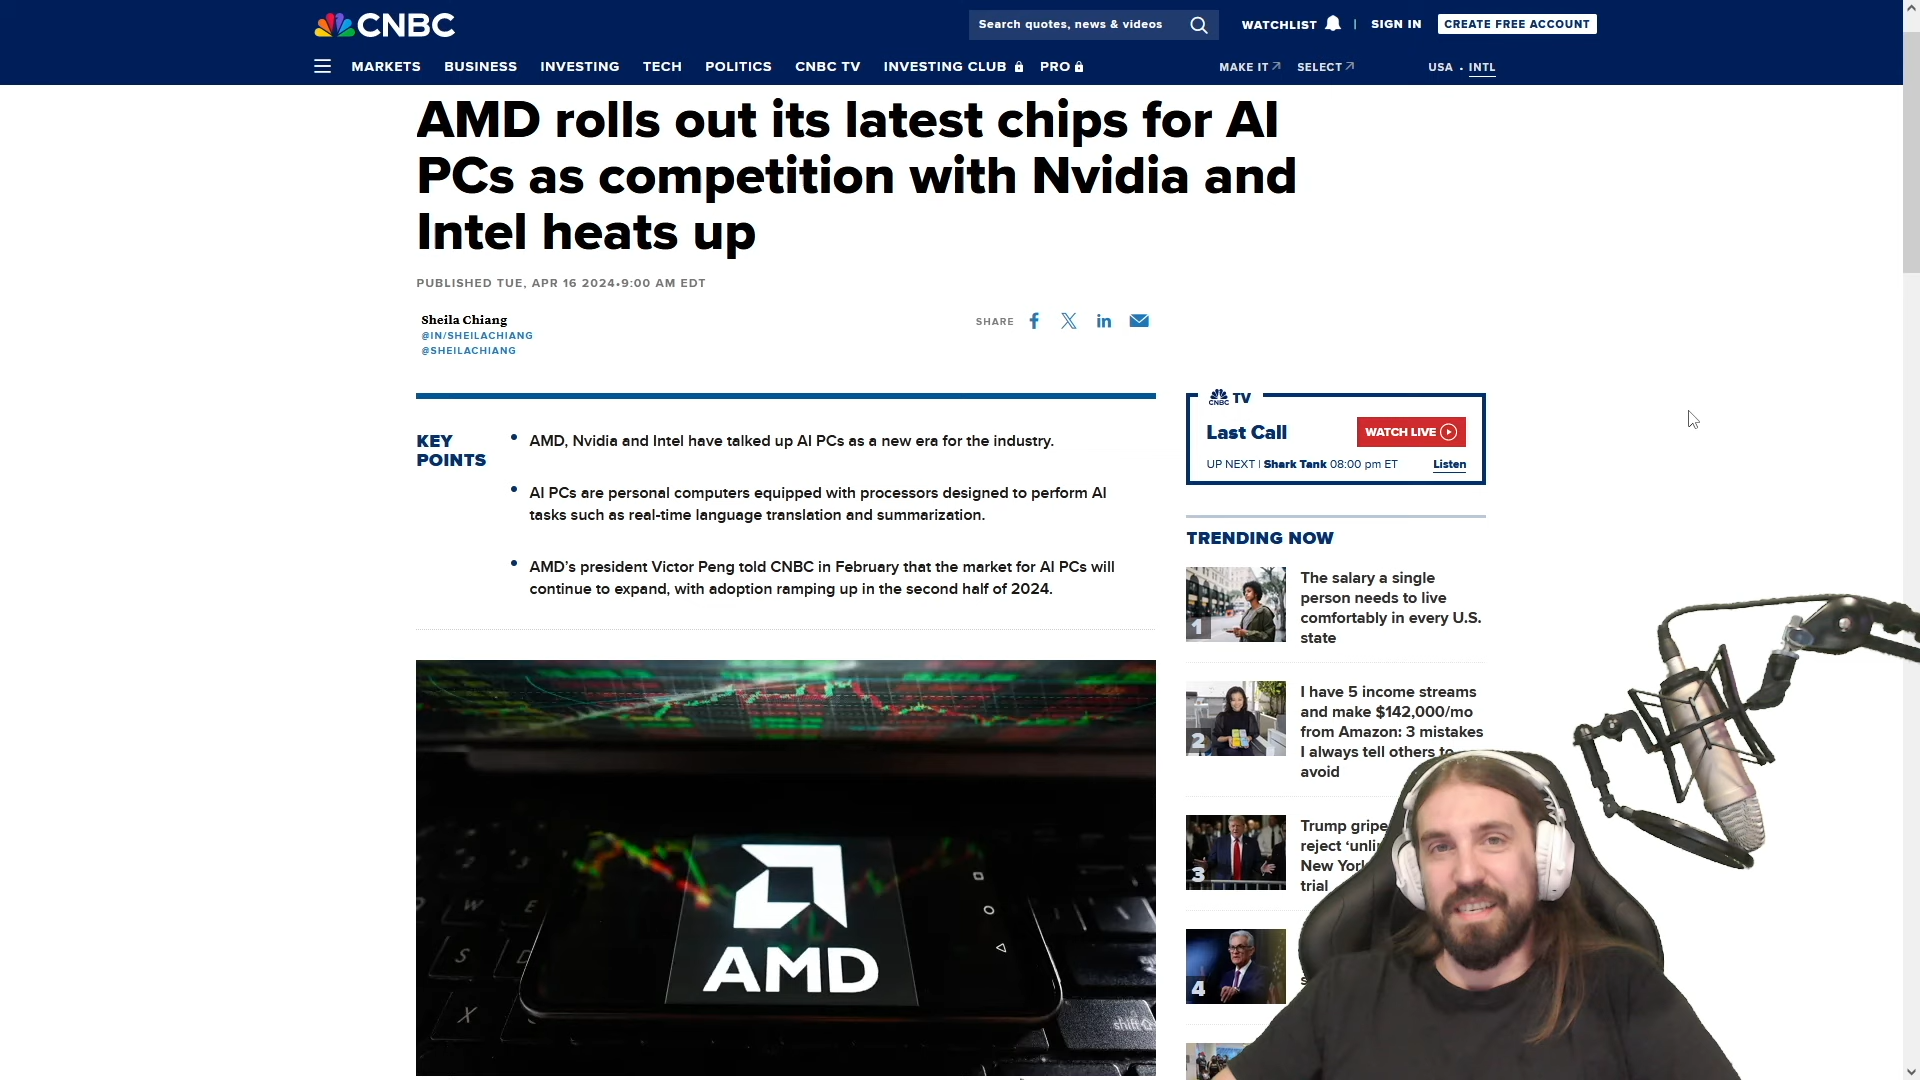 CNBC
Search quotes, news & videos
WATCHLIST
SIGN IN
CREATE FREE ACCOUNT
MARKETS
BUSINESS
INVESTING
TECH
POLITICS
CNBC TV
INVESTING CLUB
PRO
MAKE IT
SELECT
USA • INTL
AMD rolls out its latest chips for AI
PCs as competition with Nvidia and
Intel heats up
PUBLISHED TUE, APR 16 2024•9:00 AM EDT
Sheila Chiang
@IN/SHEILACHIANG
@SHEILACHIANG
SHARE
KEY
POINTS
AMD, Nvidia and Intel have talked up AI PCs as a new era for the industry.
AI PCs are personal computers equipped with processors designed to perform AI
tasks such as real-time language translation and summarization.
AMD's president Victor Peng told CNBC in February that the market for AI PCs will
continue to expand, with adoption ramping up in the second half of 2024.
W
E
S
D
X
shift
AMD
CNBC TV
Last Call
WATCH LIVE
UP NEXT | Shark Tank 08:00 pm ET
Listen
TRENDING NOW
1
The salary a single
person needs to live
comfortably in every U.S.
state
2
I have 5 income streams
and make $142,000/mo
from Amazon: 3 mistakes
I always tell others to
avoid
3
Trump gripe
reject
New York
trial
4